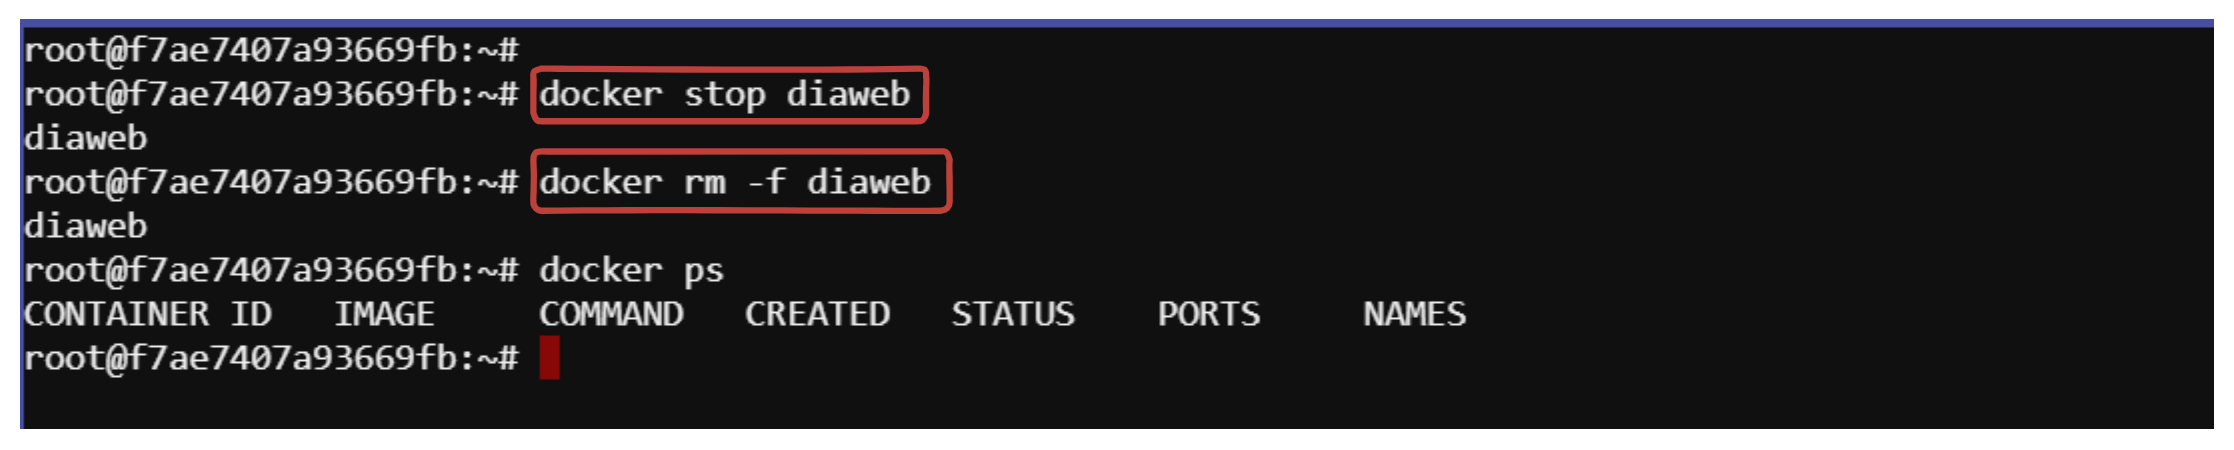 root@f7ae7407a93669fb:~#
root@f7ae7407a93669fb:~# docker stop diaweb
diaweb
root@f7ae7407a93669fb:~# docker rm -f diaweb
diaweb
root@f7ae7407a93669fb:~# docker ps
CONTAINER ID   IMAGE     COMMAND   CREATED   STATUS    PORTS     NAMES
root@f7ae7407a93669fb:~#